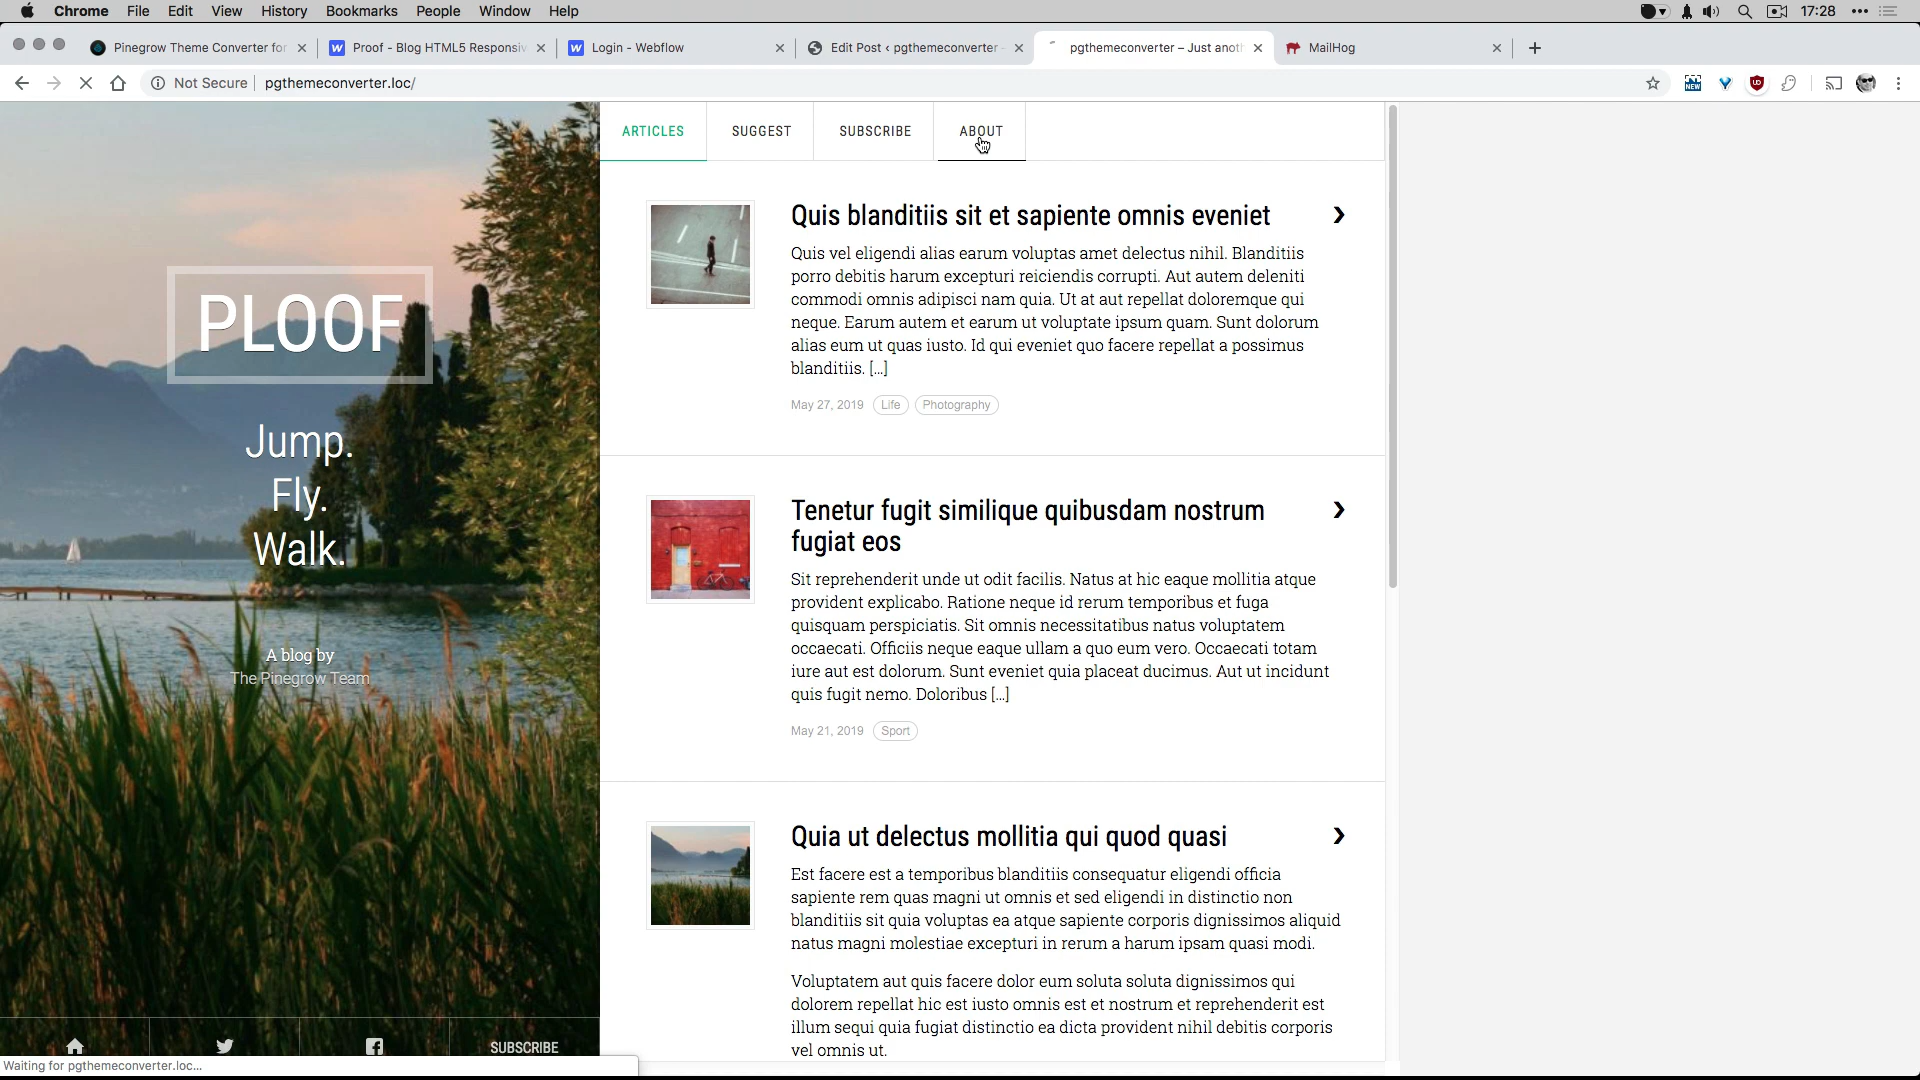 Chrome File Edit View History Bookmarks People Window Help 17:28
Pinegrow Theme Converter for
Proof - Blog HTML5 Responsiv
Login - Webflow
Edit Post ‹ pgthemeconverter -
pgthemeconverter – Just anoth
MailHog
Not Secure pgthemeconverter.loc/
NEW
PLOOF
Jump.
Fly.
Walk.
A blog by
The Pinegrow Team
SUBSCRIBE
Waiting for pgthemeconverter.loc...
ARTICLES SUGGEST SUBSCRIBE ABOUT
Quis blanditiis sit et sapiente omnis eveniet
Quis vel eligendi alias earum voluptas amet delectus nihil. Blanditiis
porro debitis harum excepturi reiciendis corrupti. Aut autem deleniti
commodi omnis adipisci nam quia. Ut at aut repellat doloremque qui
neque. Earum autem et earum ut voluptate ipsum quam. Sunt dolorum
alias eum ut quas iusto. Id qui eveniet quo facere repellat a possimus
blanditiis. [...]
May 27, 2019 Life Photography
Tenetur fugit similique quibusdam nostrum
fugiat eos
Sit reprehenderit unde ut odit facilis. Natus at hic eaque mollitia atque
provident explicabo. Ratione neque id rerum temporibus et fuga
quisquam perspiciatis. Sit omnis necessitatibus natus voluptatem
occaecati. Officiis neque eaque ullam a quo eum vero. Occaecati totam
iure aut est dolorum. Sunt eveniet quia placeat ducimus. Aut ut incidunt
quis fugit nemo. Doloribus [...]
May 21, 2019 Sport
Quia ut delectus mollitia qui quod quasi
Est facere est a temporibus blanditiis consequatur eligendi officia
sapiente rem quas magni ut omnis et sed eligendi in distinctio non
blanditiis sit quia voluptas ea atque sapiente corporis dignissimos aliquid
natus magni molestiae excepturi in rerum a harum ipsam quasi modi.
Voluptatem aut quis facere dolor eum soluta soluta dignissimos qui
dolorem repellat hic est iusto omnis est et nostrum et reprehenderit est
illum sequi quia fugiat distinctio ea dicta provident nihil debitis corporis
vel omnis ut.